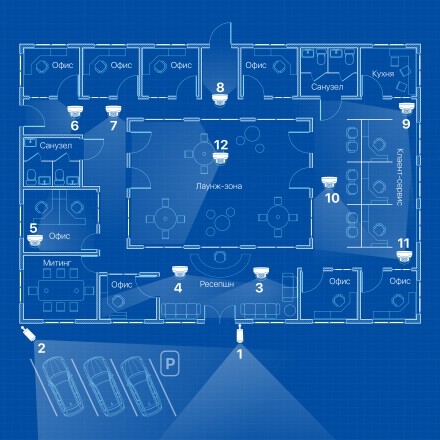 Офис
Офис
Офис
Офис
Санузел
Кухня
8
6
7
9
Санузел
12
Клиент-сервис
Лаунж-зона
10
5
Офис
11
Митинг
4
Ресепшн
3
Офис
Офис
Офис
2
1
P